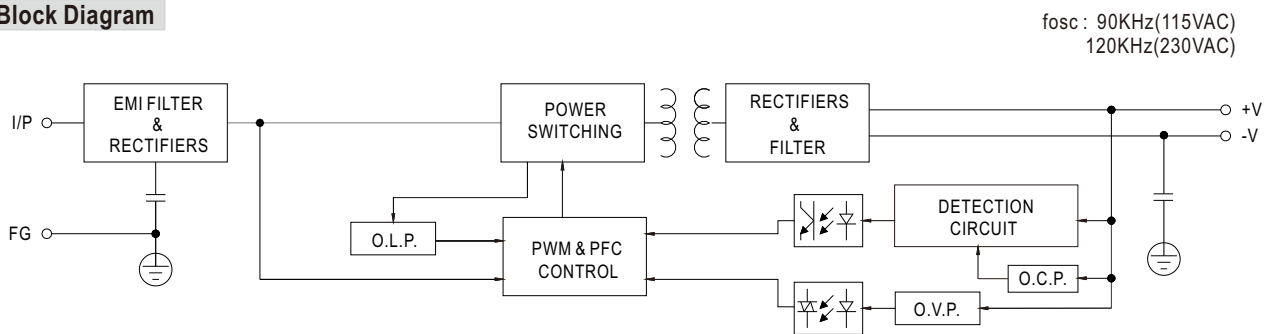 Block Diagram
fosc : 90KHz(115VAC)
120KHz(230VAC)
I/P
EMI FILTER
&
RECTIFIERS
POWER
SWITCHING
RECTIFIERS
&
FILTER
+V
-V
FG
O.L.P.
PWM & PFC
CONTROL
DETECTION
CIRCUIT
O.C.P.
O.V.P.